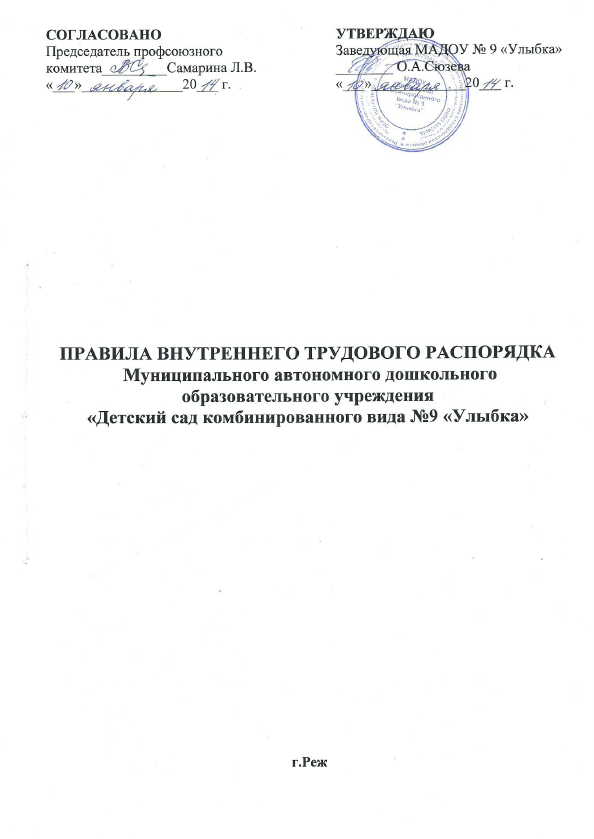 СОГЛАСОВАНО
Председатель профсоюзного
комитета Самарина Л.В.
« 10 » января 20 14 г.
УТВЕРЖДАЮ
Заведующая МАДОУ № 9 «Улыбка»
О.А.Сюзева
« 10 » января 20 14 г.
ПРАВИЛА ВНУТРЕННЕГО ТРУДОВОГО РАСПОРЯДКА
Муниципального автономного дошкольного
образовательного учреждения
«Детский сад комбинированного вида №9 «Улыбка»
г.Реж